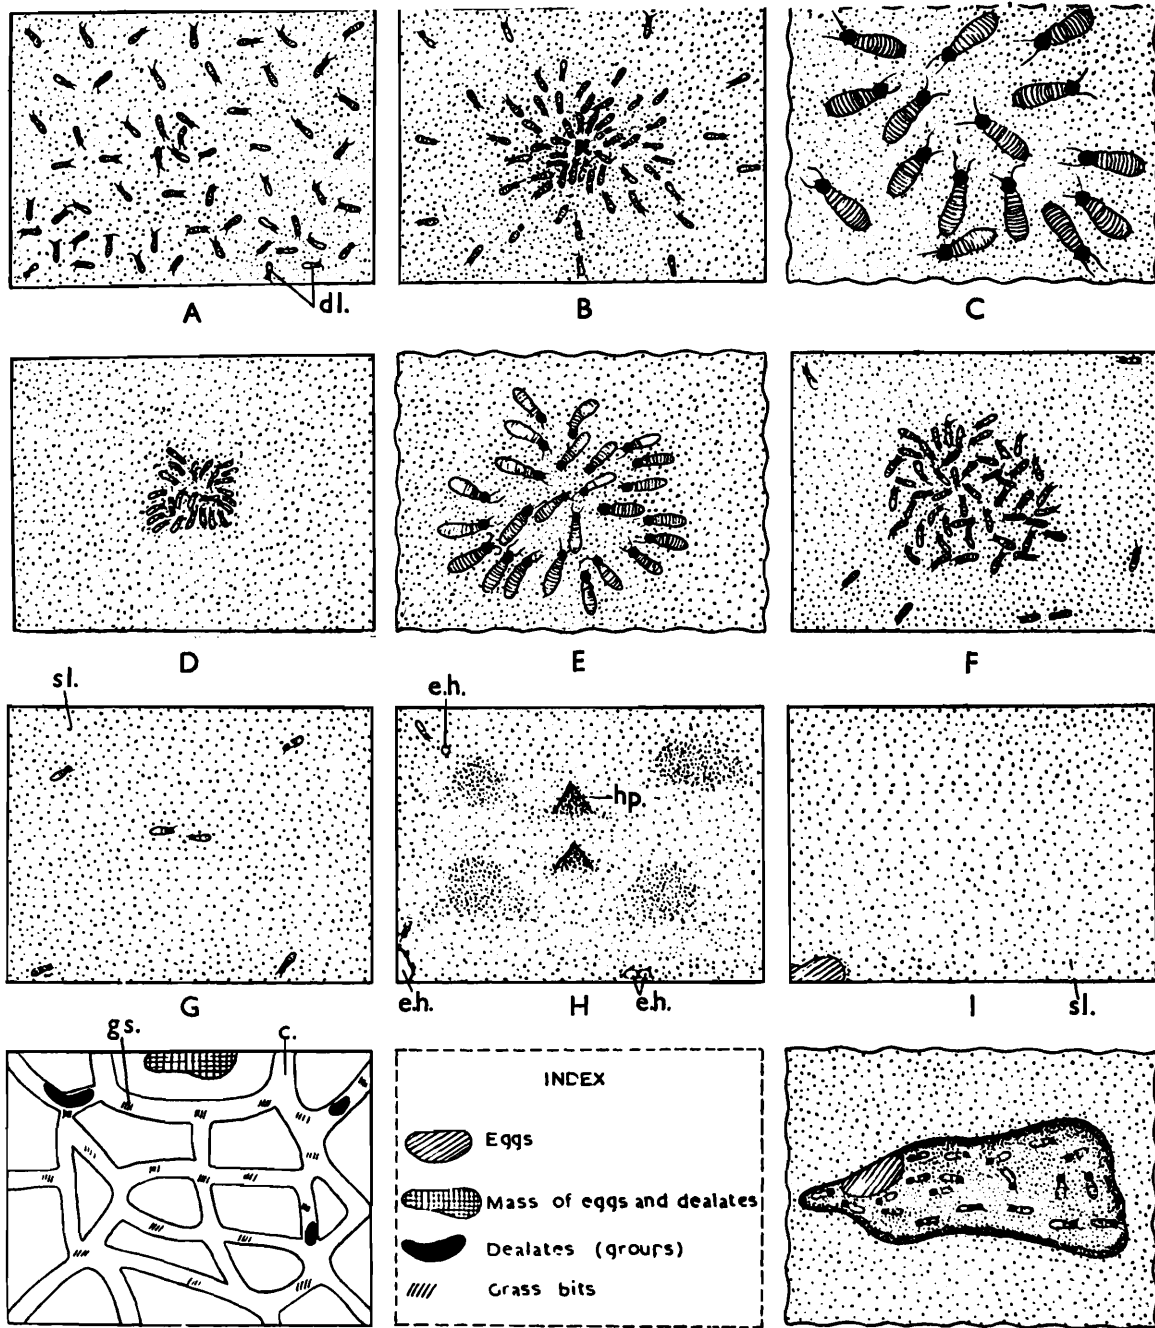 dl.
A
B
C
D
E
F
sl.
e.h.
hp.
e.h.
e.h.
sl.
G
H
I
gs.
c.
INDEX
Eggs
Mass of eggs and dealates
Dealates (groups)
Grass bits